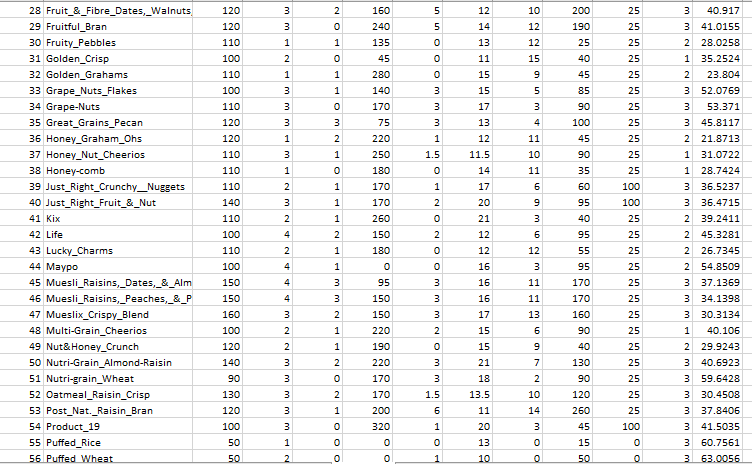 28 Fruit_&_Fibre_Dates,_Walnuts, 120 3 2 160 5 12 10 200 25 3 40.917
29 Fruitful_Bran 120 3 0 240 5 14 12 190 25 3 41.0155
30 Fruity_Pebbles 110 1 1 135 0 13 12 25 25 2 28.0258
31 Golden_Crisp 100 2 0 45 0 11 15 40 25 1 35.2524
32 Golden_Grahams 110 1 1 280 0 15 9 45 25 2 23.804
33 Grape_Nuts_Flakes 100 3 1 140 3 15 5 85 25 3 52.0769
34 Grape-Nuts 110 3 0 170 3 17 3 90 25 3 53.371
35 Great_Grains_Pecan 120 3 3 75 3 13 4 100 25 3 45.8117
36 Honey_Graham_Ohs 120 1 2 220 1 12 11 45 25 2 21.8713
37 Honey_Nut_Cheerios 110 3 1 250 1.5 11.5 10 90 25 1 31.0722
38 Honey-comb 110 1 0 180 0 14 11 35 25 1 28.7424
39 Just_Right_Crunchy__Nuggets 110 2 1 170 1 17 6 60 100 3 36.5237
40 Just_Right_Fruit_&_Nut 140 3 1 170 2 20 9 95 100 3 36.4715
41 Kix 110 2 1 260 0 21 3 40 25 2 39.2411
42 Life 100 4 2 150 2 12 6 95 25 2 45.3281
43 Lucky_Charms 110 2 1 180 0 12 12 55 25 2 26.7345
44 Maypo 100 4 1 0 0 16 3 95 25 2 54.8509
45 Muesli_Raisins,_Dates,_&_Alm 150 4 3 95 3 16 11 170 25 3 37.1369
46 Muesli_Raisins,_Peaches,_&_P 150 4 3 150 3 16 11 170 25 3 34.1398
47 Mueslix_Crispy_Blend 160 3 2 150 3 17 13 160 25 3 30.3134
48 Multi-Grain_Cheerios 100 2 1 220 2 15 6 90 25 1 40.106
49 Nut&Honey_Crunch 120 2 1 190 0 15 9 40 25 2 29.9243
50 Nutri-Grain_Almond-Raisin 140 3 2 220 3 21 7 130 25 3 40.6923
51 Nutri-grain_Wheat 90 3 0 170 3 18 2 90 25 3 59.6428
52 Oatmeal_Raisin_Crisp 130 3 2 170 1.5 13.5 10 120 25 3 30.4508
53 Post_Nat._Raisin_Bran 120 3 1 200 6 11 14 260 25 3 37.8406
54 Product_19 100 3 0 320 1 20 3 45 100 3 41.5035
55 Puffed_Rice 50 1 0 0 0 13 0 15 0 3 60.7561
56 Puffed_Wheat 50 2 0 0 1 10 0 50 0 3 63.0056